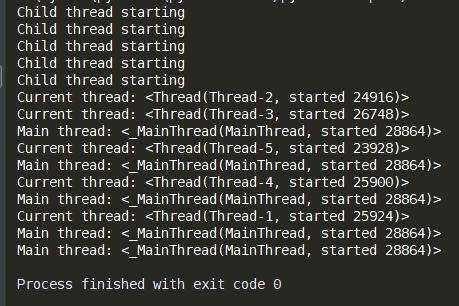 Child thread starting
Child thread starting
Child thread starting
Child thread starting
Child thread starting
Current thread: <Thread(Thread-2, started 24916)>
Current thread: <Thread(Thread-3, started 26748)>
Main thread: <_MainThread(MainThread, started 28864)>
Current thread: <Thread(Thread-5, started 23928)>
Main thread: <_MainThread(MainThread, started 28864)>
Current thread: <Thread(Thread-4, started 25900)>
Main thread: <_MainThread(MainThread, started 28864)>
Current thread: <Thread(Thread-1, started 25924)>
Main thread: <_MainThread(MainThread, started 28864)>
Main thread: <_MainThread(MainThread, started 28864)>
Process finished with exit code 0